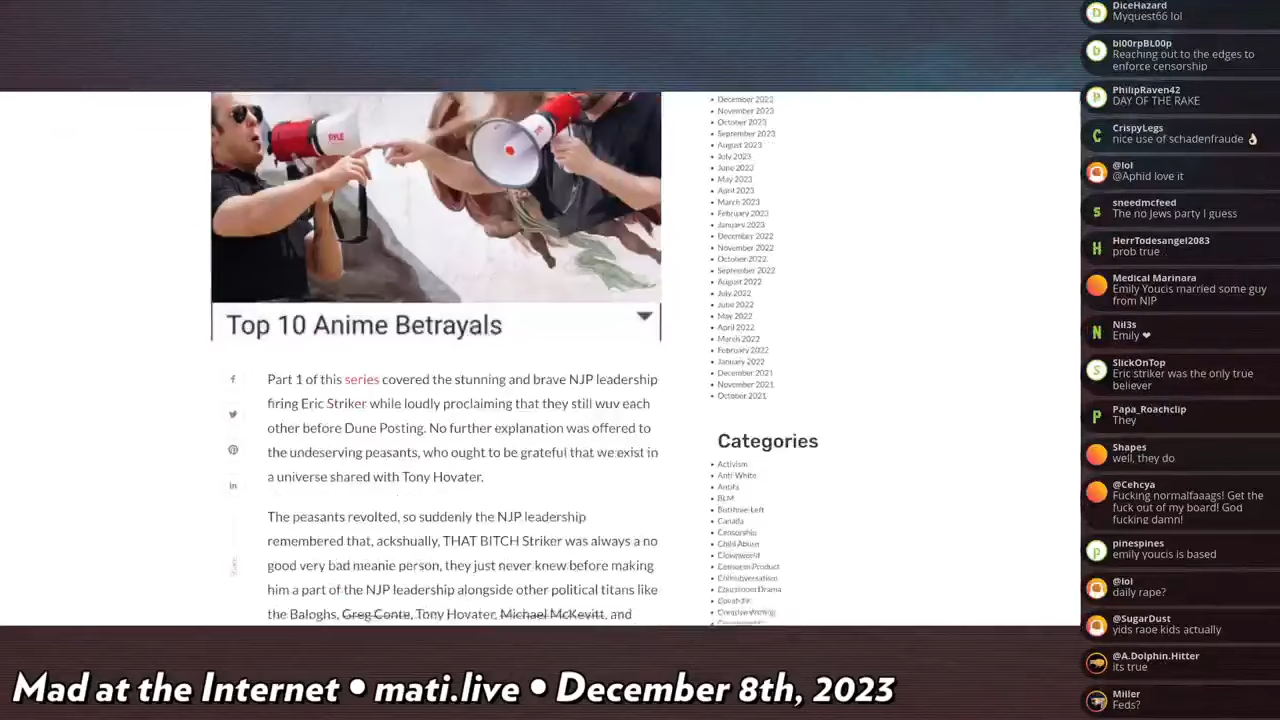 PYLE
Top 10 Anime Betrayals
Part 1 of this series covered the stunning and brave NJP leadership
firing Eric Striker while loudly proclaiming that they still wuv each
other before Dune Posting. No further explanation was offered to
the undeserving peasants, who ought to be grateful that we exist in
a universe shared with Tony Hovater.
The peasants revolted, so suddenly the NJP leadership
remembered that, ackshually, THAT BITCH Striker was always a no
good very bad meanie person, they just never knew before making
him a part of the NJP leadership alongside other political titans like
the Baloghs, Greg Conte, Tony Hovater, Michael McKevitt, and
December 2023
November 2023
October 2023
September 2023
August 2023
July 2023
June 2023
May 2023
April 2023
March 2023
February 2023
January 2023
December 2022
November 2022
October 2022
September 2022
August 2022
July 2022
June 2022
May 2022
April 2022
March 2022
February 2022
January 2022
December 2021
November 2021
October 2021
Categories
Activism
Anti-White
Antifa
BLM
Canada
Censorship
Child Abuse
Clownworld
Consoom Product
Courtroom Drama
Covid-19
DiceHazard
Myquest66 lol
bl00rpBL00p
Reaching out to the edges to
enforce censorship
PhilipRaven42
DAY OF THE RAKE
CrispyLegs
nice use of schadenfraude 👌
@lol
@Aphid love it
sneedmcfeed
The no Jews party I guess
HerrTodesangel2083
prob true
Medical Marinara
Emily Youcis married some guy
from NJP
Nil3s
Emily ❤
SlickOnTop
Eric striker was the only true
believer
Papa_Roachclip
They
Shapes
well, they do
@Cehcya
Fucking normalfaaags! Get the
fuck out of my board! God
fucking damn!
pinespines
emily youcis is based
@lol
daily rape?
@SugarDust
yids raoe kids actually
@A.Dolphin.Hitter
its true
Miller
Feds?
Mad at the Internet • mati.live • December 8th, 2023